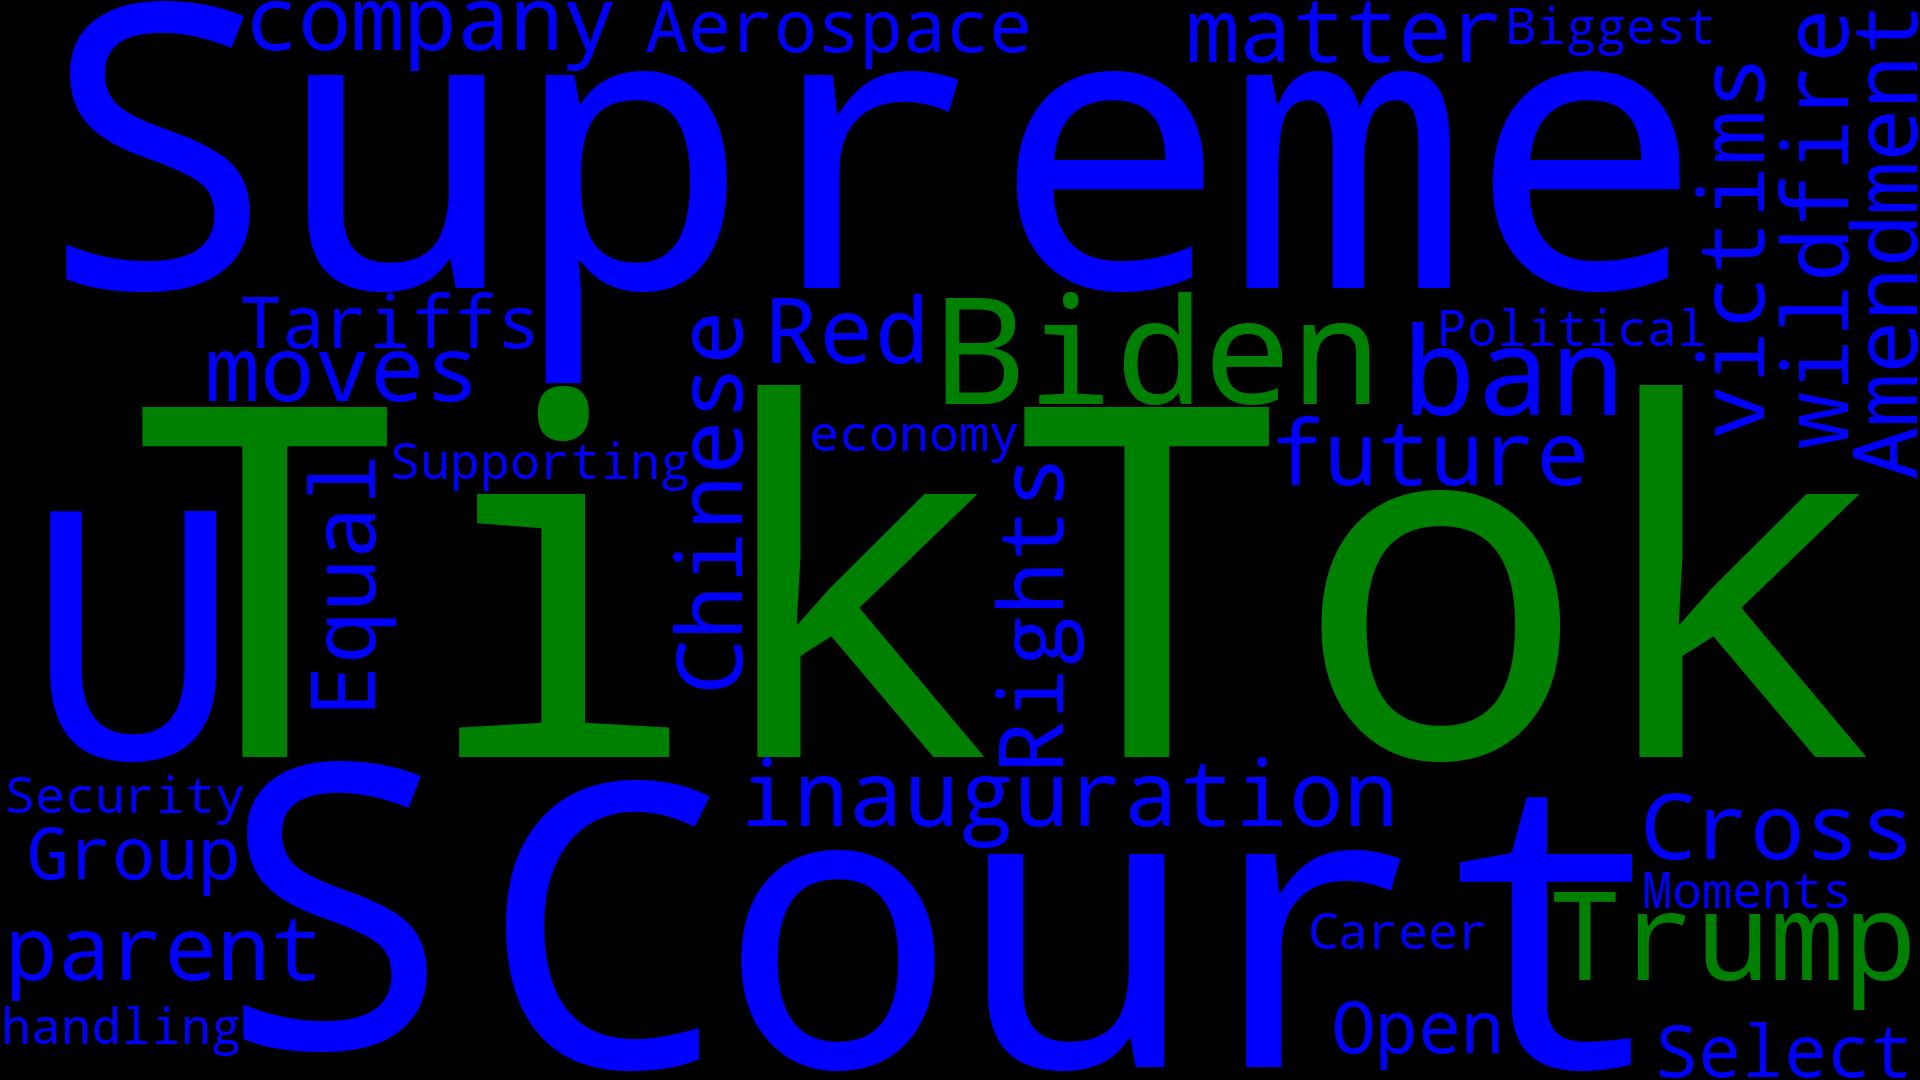 company
Aerospace
matter
Biggest
Supreme
victims
wildfire
Amendment
Tariffs
moves
Red
Biden
Political
ban
Chinese
economy
future
Supporting
U
TikTok
Equal
Rights
Security
Group
S
Court
inauguration
Cross
Moments
Trump
Career
parent
handling
Open
Select